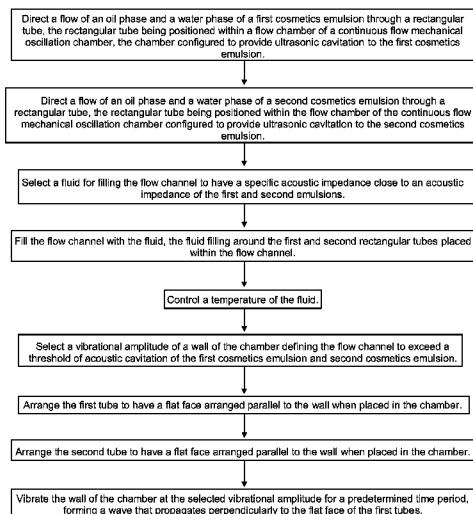 Direct a flow of an oil phase and a water phase of a first cosmetics emulsion through a rectangular
tube, the rectangular tube being positioned within a flow chamber of a continuous flow mechanical
oscillation chamber, the chamber configured to provide ultrasonic cavitation to the first cosmetics
emulsion.
Direct a flow of an oil phase and a water phase of a second cosmetics emulsion through a
rectangular tube, the rectangular tube being positioned within the flow chamber of the continuous flow
mechanical oscillation chamber configured to provide ultrasonic cavitation to the second cosmetics
emulsion.
Select a fluid for filling the flow channel to have a specific acoustic impedance close to an acoustic
impedance of the first and second emulsions.
Fill the flow channel with the fluid, the fluid filling around the first and second rectangular tubes placed
within the flow channel.
Control a temperature of the fluid.
Select a vibrational amplitude of a wall of the chamber defining the flow channel to exceed a
threshold of acoustic cavitation of the first cosmetics emulsion and second cosmetics emulsion.
Arrange the first tube to have a flat face arranged parallel to the wall when placed in the chamber.
Arrange the second tube to have a flat face arranged parallel to the wall when placed in the chamber.
Vibrate the wall of the chamber at the selected vibrational amplitude for a predetermined time period,
forming a wave that propagates perpendicularly to the flat face of the first tubes.